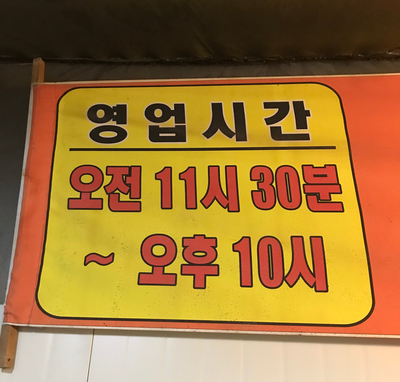 영업시간
오전 11시 30분
~ 오후 10시